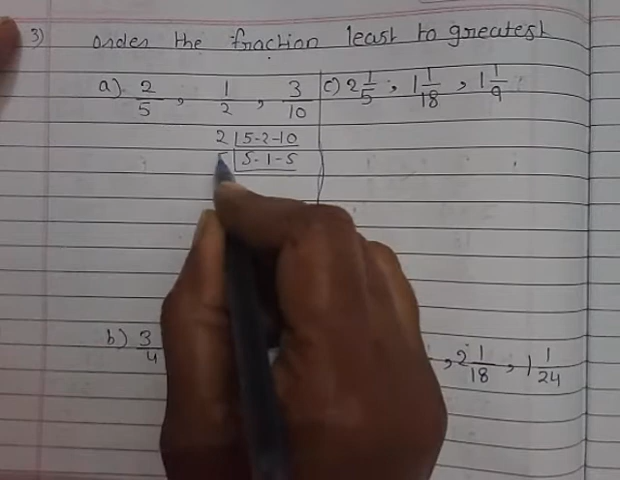 3) order the fraction least to greatest
a) 2/5 , 1/2 , 3/10
2 | 5-2-10
5 | 5-1-5
c) 2 1/5 , 1 1/18 , 1 1/9
b) 3/4
, 2 1/18 , 1 1/24